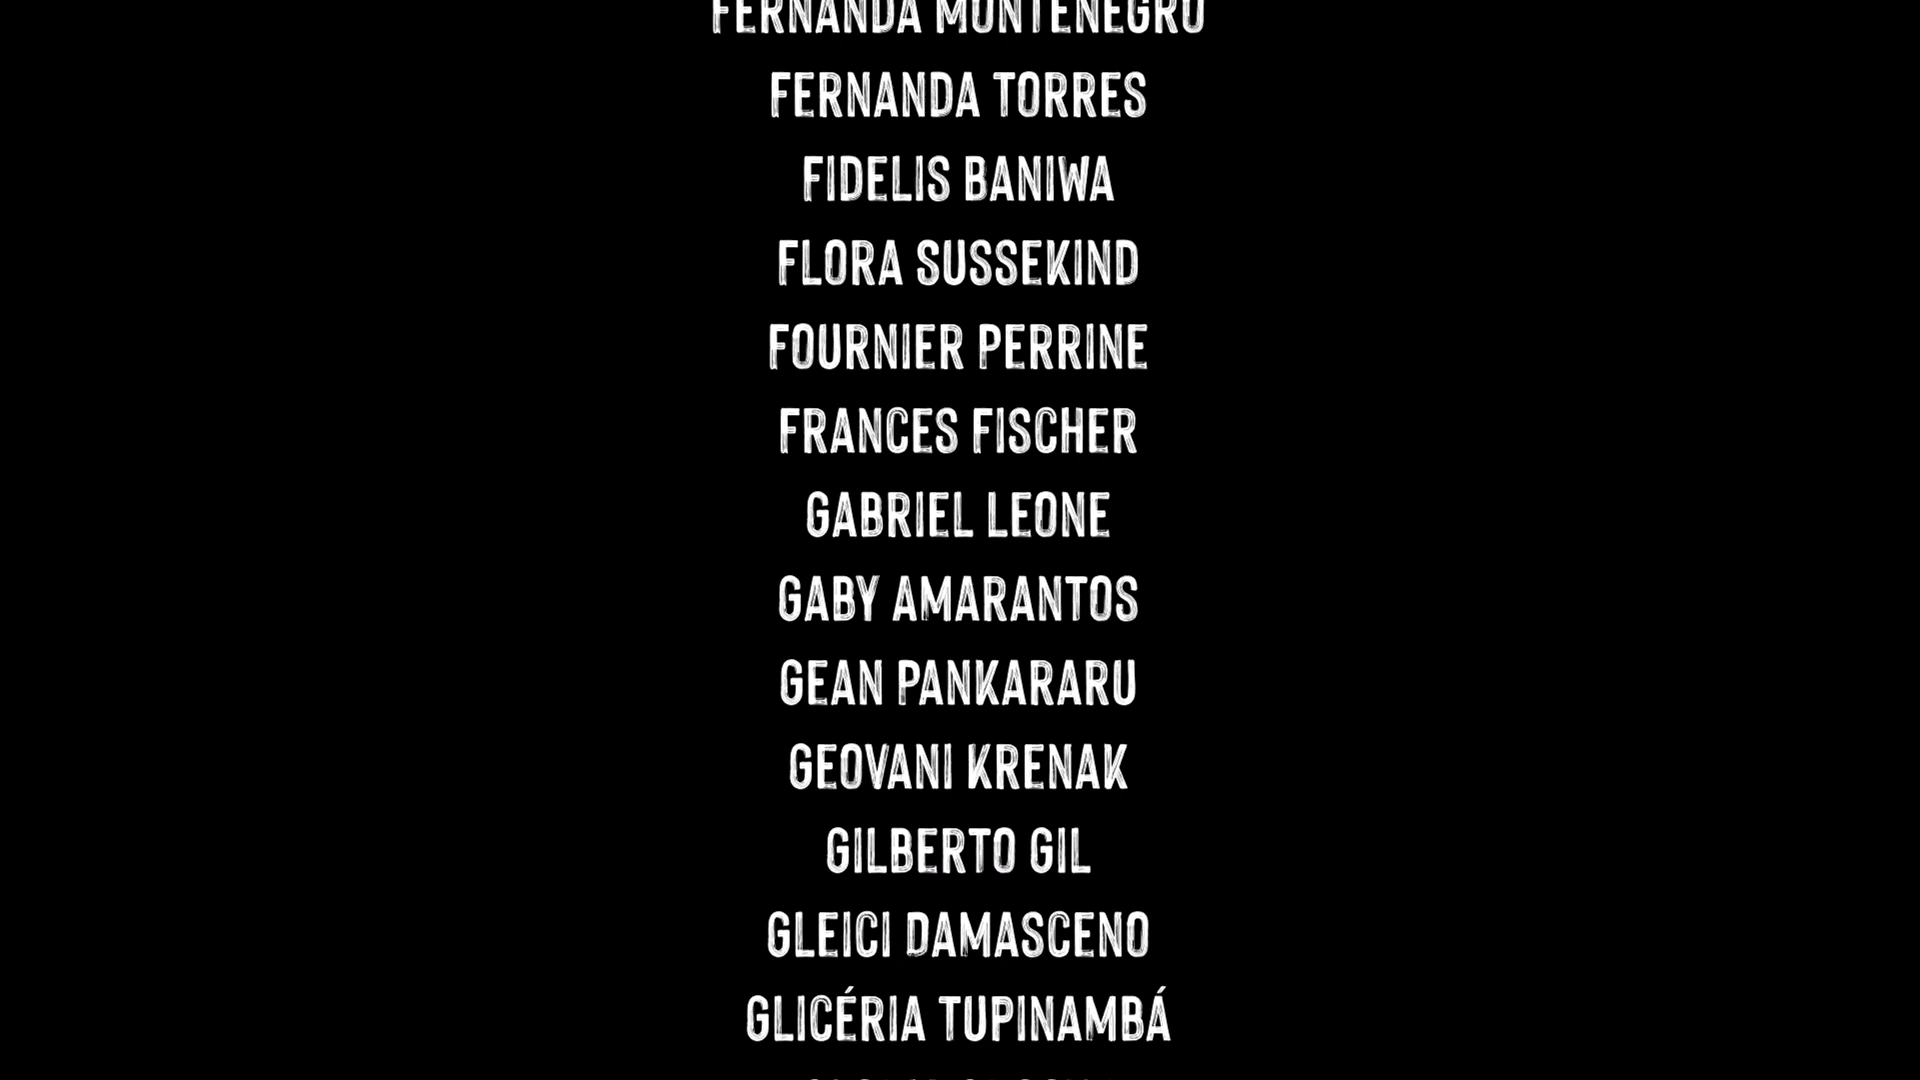 FERNANDA MONTENEGRO
FERNANDA TORRES
FIDELIS BANIWA
FLORA SUSSEKIND
FOURNIER PERRINE
FRANCES FISCHER
GABRIEL LEONE
GABY AMARANTOS
GEAN PANKARARU
GEOVANI KRENAK
GILBERTO GIL
GLEICI DAMASCENO
GLICÉRIA TUPINAMBÁ